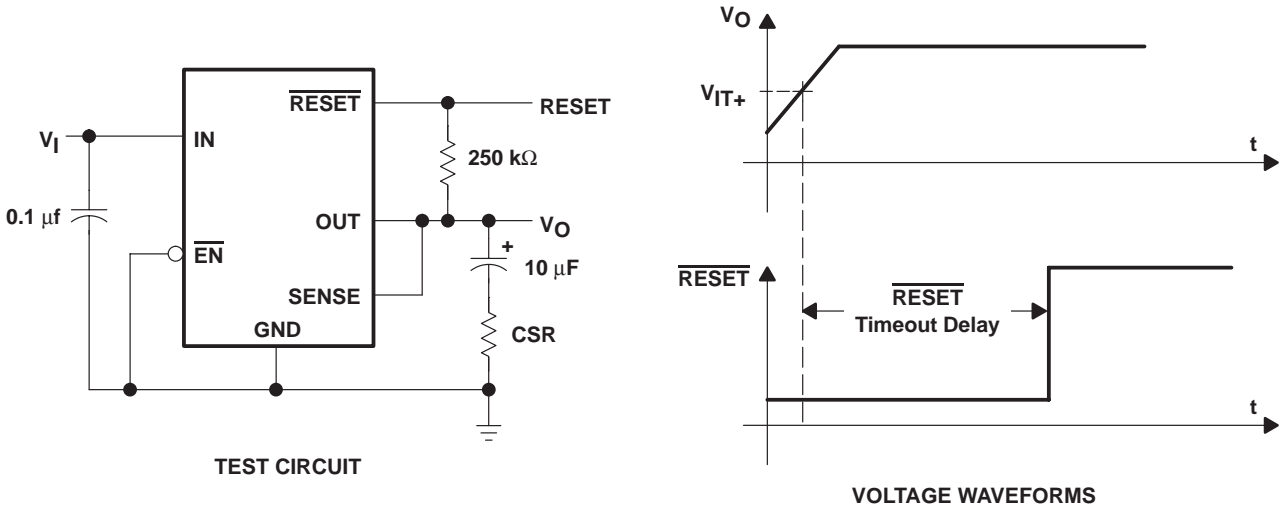 RESET
RESET
V_I
IN
250 kΩ
0.1 μf
OUT
V_O
EN
+
10 μF
SENSE
GND
CSR
TEST CIRCUIT
V_O
V_IT+
t
RESET
RESET
Timeout Delay
t
VOLTAGE WAVEFORMS